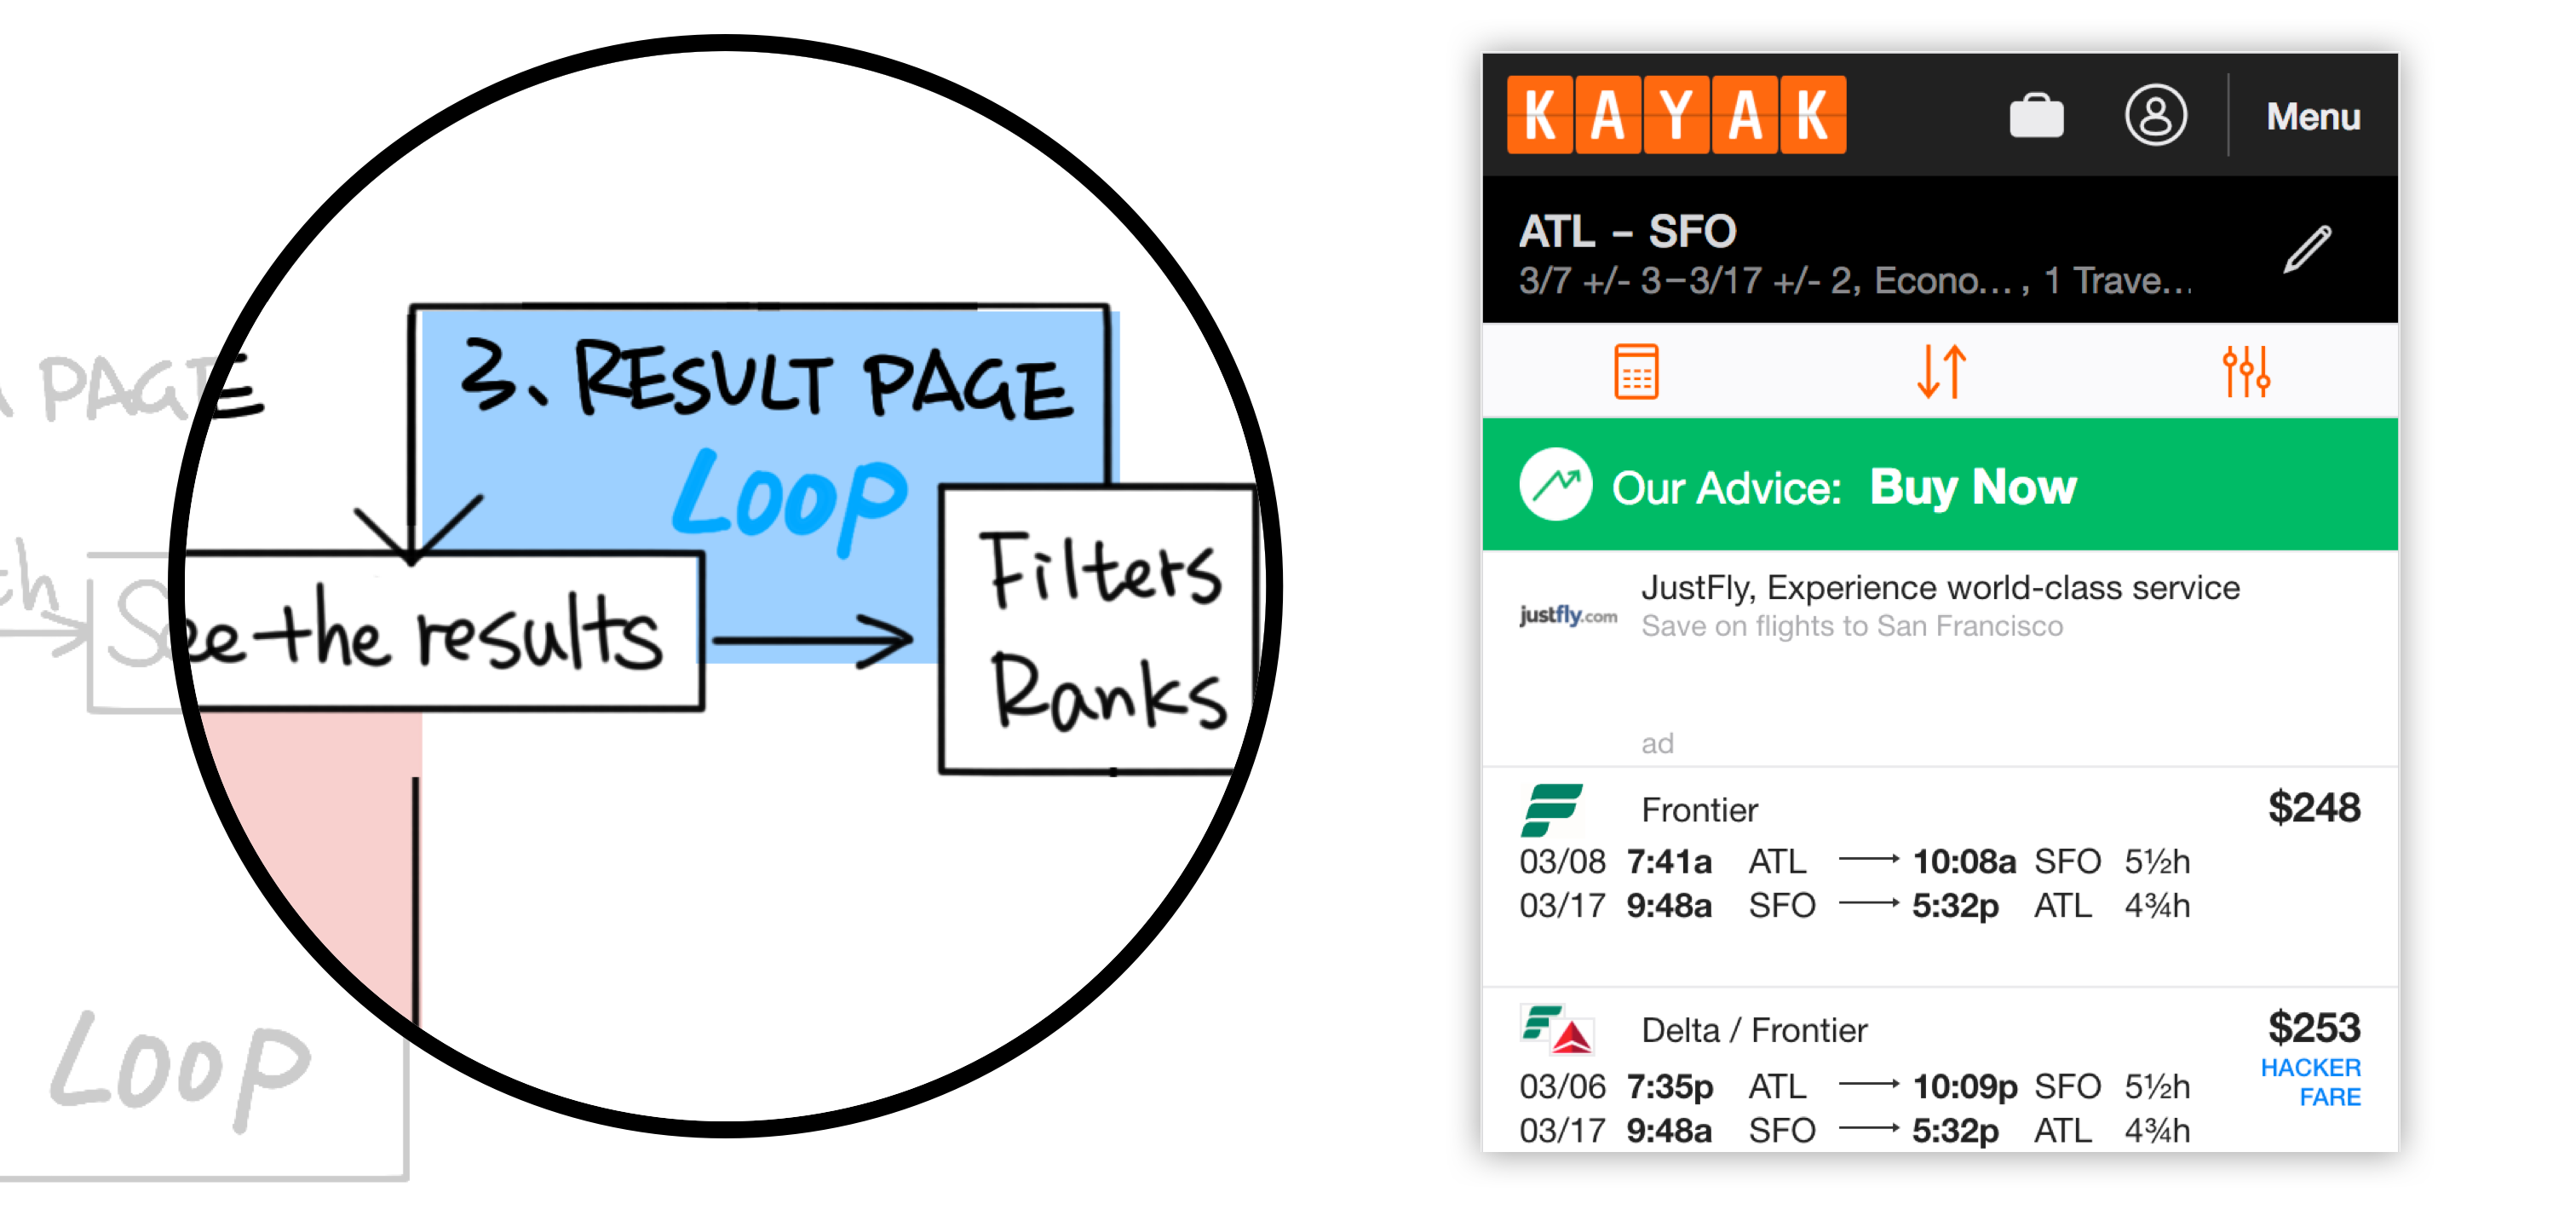 PAGE
3. RESULT PAGE
Loop
See the results
Filters
Ranks
Loop
KAYAK
Menu
ATL – SFO
3/7 +/- 3–3/17 +/- 2, Econo... , 1 Trave...
Our Advice: Buy Now
justfly.com
JustFly, Experience world-class service
Save on flights to San Francisco
ad
Frontier $248
03/08 7:41a ATL → 10:08a SFO 5½h
03/17 9:48a SFO → 5:32p ATL 4¾h
Delta / Frontier $253
HACKER
FARE
03/06 7:35p ATL → 10:09p SFO 5½h
03/17 9:48a SFO → 5:32p ATL 4¾h